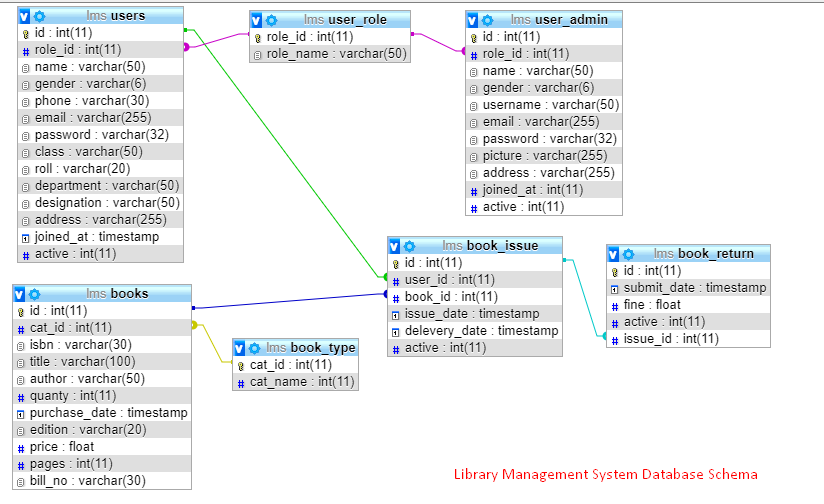 lms users
id : int(11)
role_id : int(11)
name : varchar(50)
gender : varchar(6)
phone : varchar(30)
email : varchar(255)
password : varchar(32)
class : varchar(50)
roll : varchar(20)
department : varchar(50)
designation : varchar(50)
address : varchar(255)
joined_at : timestamp
active : int(11)
lms user_role
role_id : int(11)
role_name : varchar(50)
lms user_admin
id : int(11)
role_id : int(11)
name : varchar(50)
gender : varchar(6)
username : varchar(50)
email : varchar(255)
password : varchar(32)
picture : varchar(255)
address : varchar(255)
joined_at : int(11)
active : int(11)
lms books
id : int(11)
cat_id : int(11)
isbn : varchar(30)
title : varchar(100)
author : varchar(50)
quanty : int(11)
purchase_date : timestamp
edition : varchar(20)
price : float
pages : int(11)
bill_no : varchar(30)
lms book_type
cat_id : int(11)
cat_name : int(11)
lms book_issue
id : int(11)
user_id : int(11)
book_id : int(11)
issue_date : timestamp
delevery_date : timestamp
active : int(11)
lms book_return
id : int(11)
submit_date : timestamp
fine : float
active : int(11)
issue_id : int(11)
Library Management System Database Schema